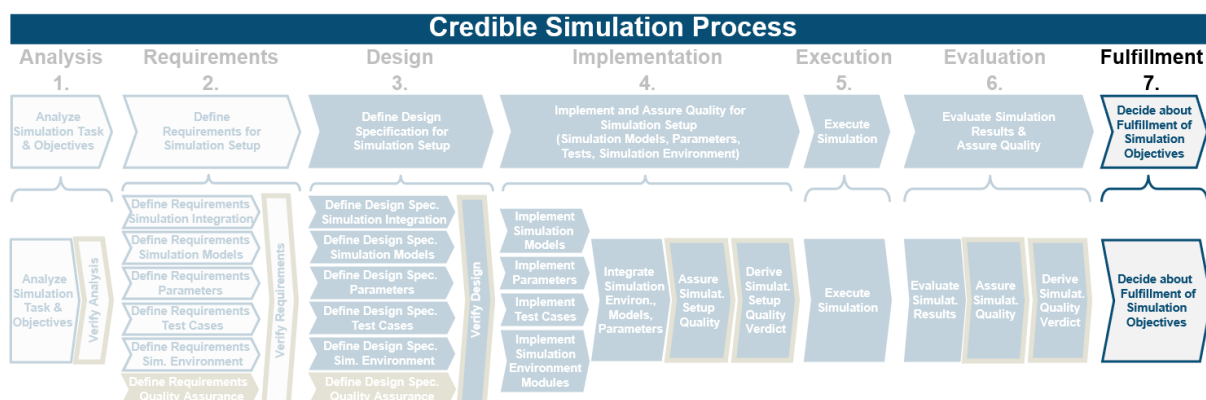 Credible Simulation Process
Analysis
1.
Requirements
2.
Design
3.
Implementation
4.
Execution
5.
Evaluation
6.
Fulfillment
7.
Analyze
Simulation Task
& Objectives
Define
Requirements for
Simulation Setup
Define Design
Specification for
Simulation Setup
Implement and Assure Quality for
Simulation Setup
(Simulation Models, Parameters,
Tests, Simulation Environment)
Execute
Simulation
Evaluate Simulation
Results &
Assure Quality
Decide about
Fulfillment of
Simulation
Objectives
Analyze
Simulation
Task &
Objectives
Verify Analysis
Define Requirements
Simulation Integration
Define Requirements
Simulation Models
Define Requirements
Parameters
Define Requirements
Test Cases
Define Requirements
Sim. Environment
Define Requirements
Quality Assurance
Verify Requirements
Define Design Spec.
Simulation Integration
Define Design Spec.
Simulation Models
Define Design Spec.
Parameters
Define Design Spec.
Test Cases
Define Design Spec.
Sim. Environment
Define Design Spec.
Quality Assurance
Verify Design
Implement
Simulation
Models
Implement
Parameters
Implement
Test Cases
Implement
Simulation
Environment
Modules
Integrate
Simulation
Environ.,
Models,
Parameters
Assure
Simulat.
Setup
Quality
Derive
Simulat.
Setup
Quality
Verdict
Execute
Simulation
Evaluate
Simulat.
Results
Assure
Simulat.
Quality
Derive
Simulat.
Quality
Verdict
Decide about
Fulfillment of
Simulation
Objectives